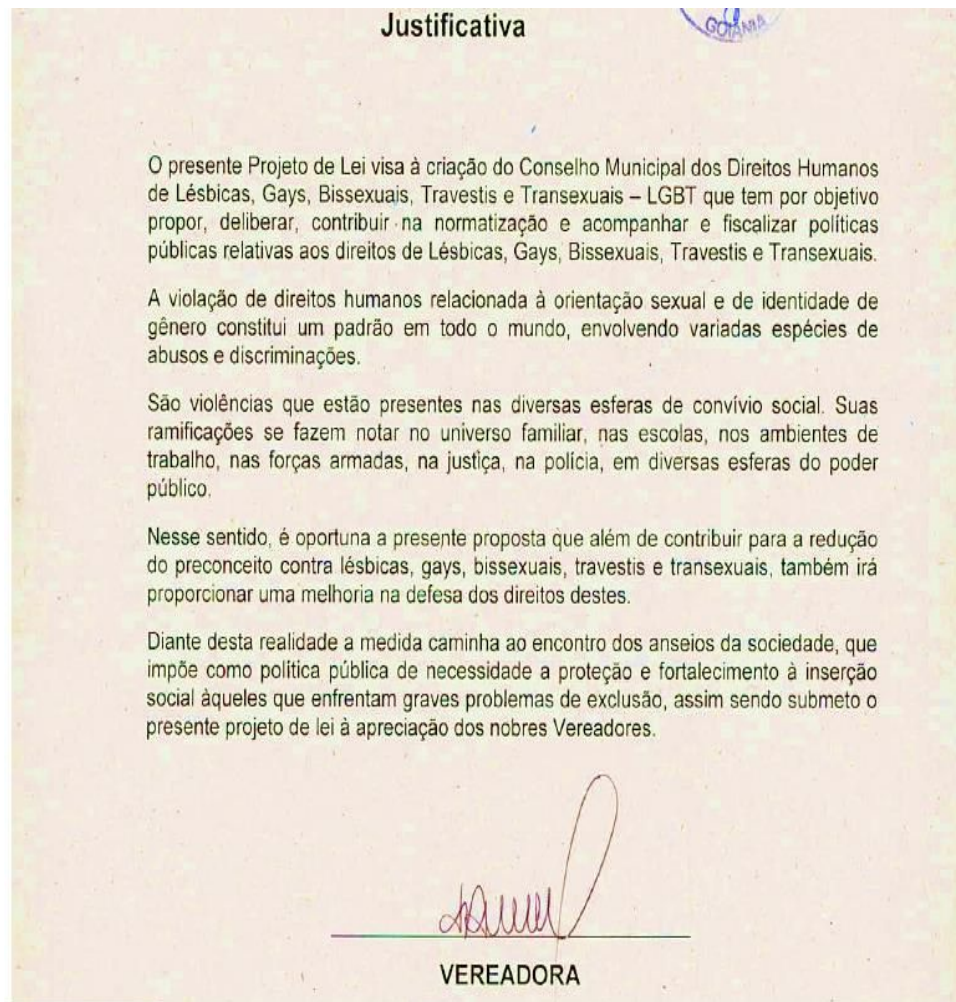 Justificativa
GOIÂNIA
O presente Projeto de Lei visa à criação do Conselho Municipal dos Direitos Humanos
de Lésbicas, Gays, Bissexuais, Travestis e Transexuais – LGBT que tem por objetivo
propor, deliberar, contribuir na normatização e acompanhar e fiscalizar políticas
públicas relativas aos direitos de Lésbicas, Gays, Bissexuais, Travestis e Transexuais.
A violação de direitos humanos relacionada à orientação sexual e de identidade de
gênero constitui um padrão em todo o mundo, envolvendo variadas espécies de
abusos e discriminações.
São violências que estão presentes nas diversas esferas de convívio social. Suas
ramificações se fazem notar no universo familiar, nas escolas, nos ambientes de
trabalho, nas forças armadas, na justiça, na polícia, em diversas esferas do poder
público.
Nesse sentido, é oportuna a presente proposta que além de contribuir para a redução
do preconceito contra lésbicas, gays, bissexuais, travestis e transexuais, também irá
proporcionar uma melhoria na defesa dos direitos destes.
Diante desta realidade a medida caminha ao encontro dos anseios da sociedade, que
impõe como política pública de necessidade a proteção e fortalecimento à inserção
social àqueles que enfrentam graves problemas de exclusão, assim sendo submeto o
presente projeto de lei à apreciação dos nobres Vereadores.
VEREADORA